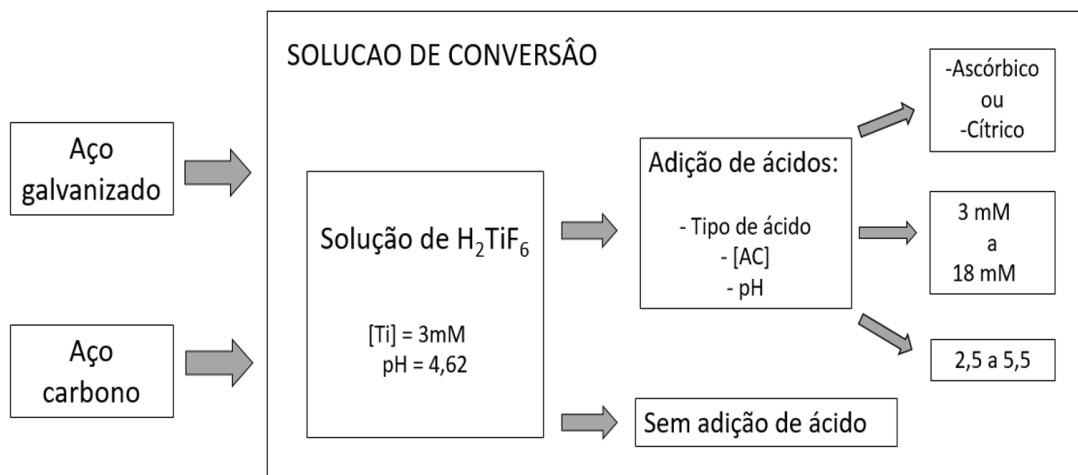 SOLUCAO DE CONVERSÂO
Aço
galvanizado
Aço
carbono
Solução de H₂TiF₆
[Ti] = 3mM
pH = 4,62
Adição de ácidos:
- Tipo de ácido
- [AC]
- pH
Sem adição de ácido
-Ascórbico
ou
-Cítrico
3 mM
a
18 mM
2,5 a 5,5